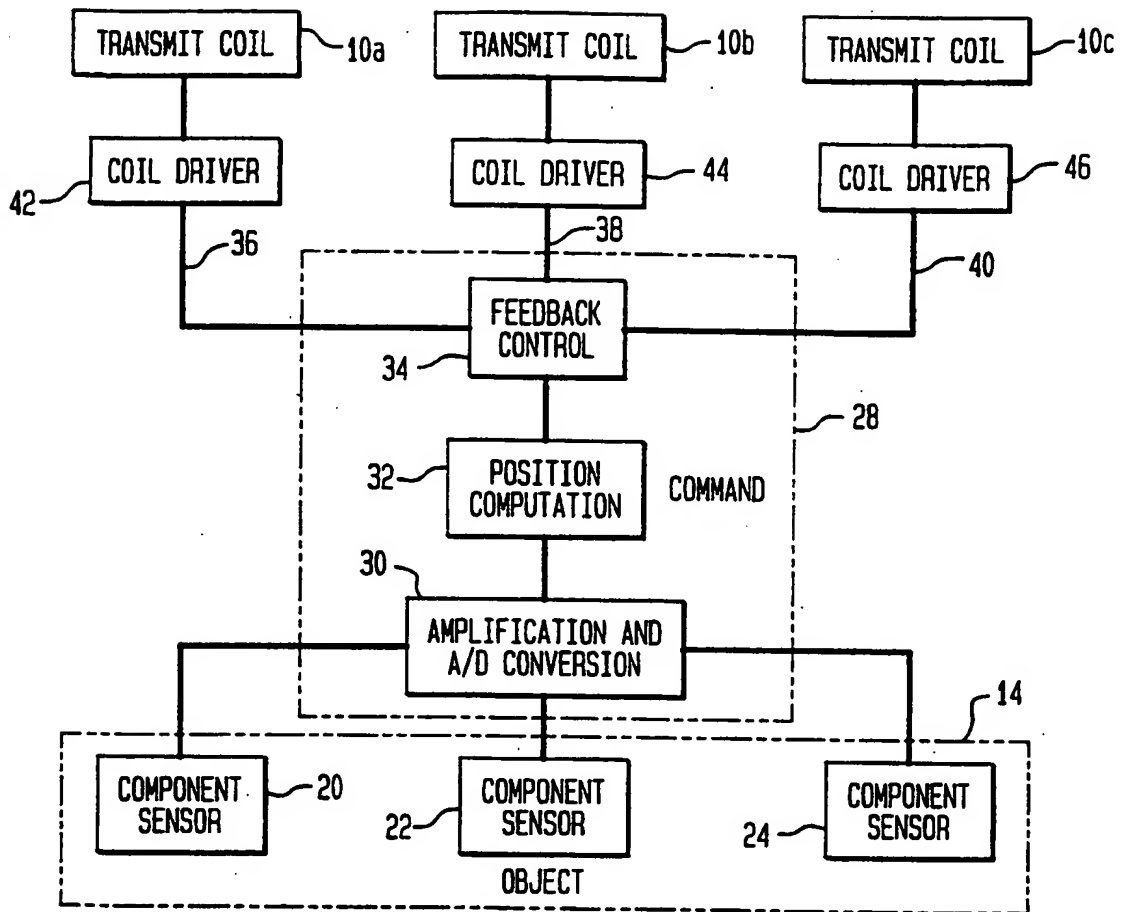 TRANSMIT COIL
10a
TRANSMIT COIL
10b
TRANSMIT COIL
10c
COIL DRIVER
42
COIL DRIVER
44
COIL DRIVER
46
36
38
40
FEEDBACK
CONTROL
34
28
32
POSITION
COMPUTATION
COMMAND
30
AMPLIFICATION AND
A/D CONVERSION
14
COMPONENT
SENSOR
20
22
COMPONENT
SENSOR
24
COMPONENT
SENSOR
OBJECT